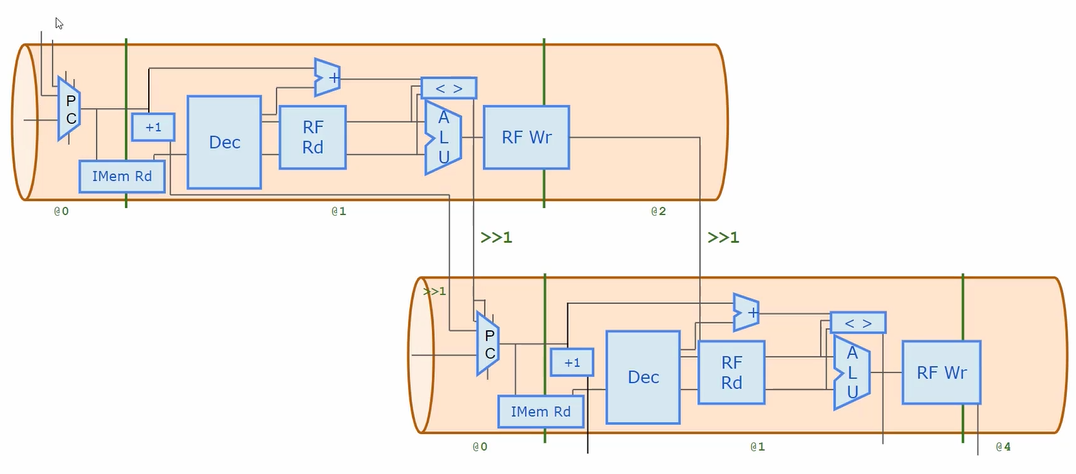 P
C
+1
IMem Rd
Dec
+
RF
Rd
< >
A
L
U
RF Wr
@0
@1
@2
>>1
>>1
>>1
P
C
+1
IMem Rd
Dec
+
RF
Rd
< >
A
L
U
RF Wr
@0
@1
@4